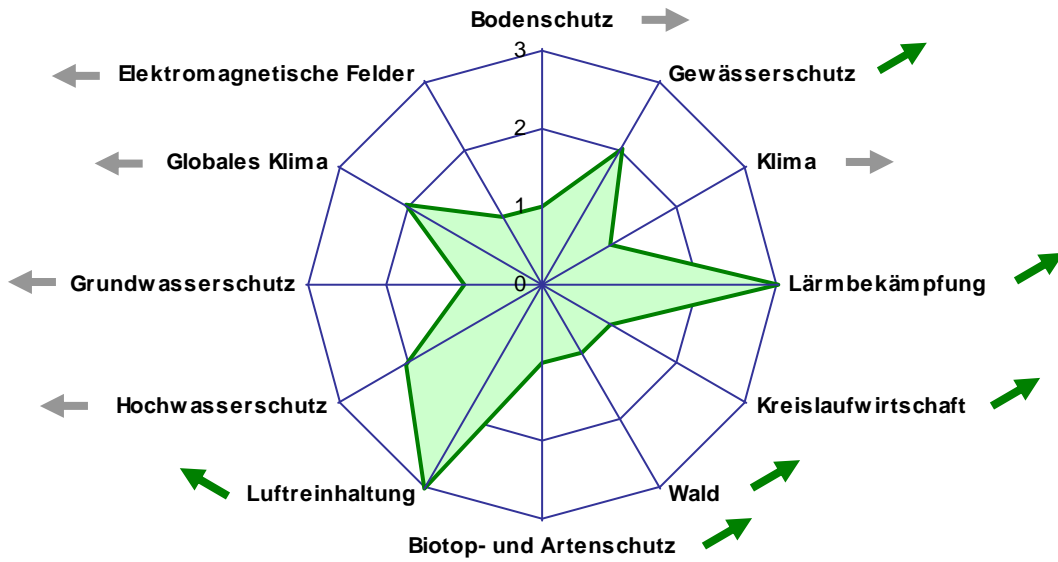 Bodenschutz
3
Elektromagnetische Felder
Gewässerschutz
2
Globales Klima
Klima
1
Grundwasserschutz
0
Lärmbekämpfung
Hochwasserschutz
Kreislaufwirtschaft
Luftreinhaltung
Wald
Biotop- und Artenschutz